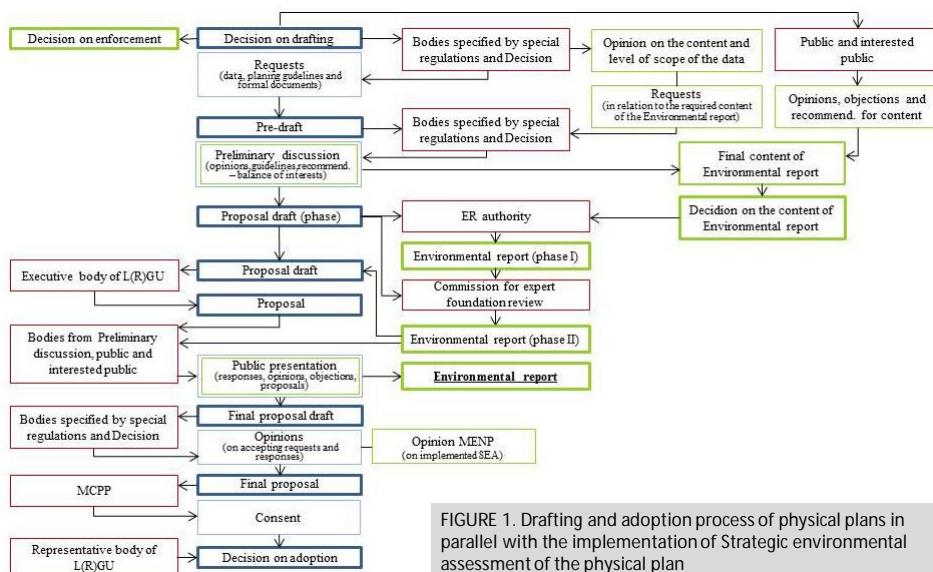 Decision on enforcement
Decision on drafting
Bodies specified by special
regulations and Decision
Opinion on the content and
level of scope of the data
Public and interested
public
Requests
(data, planing gudelines and
formal documents)
Requests
(in relation to the required content
of the Environmental report)
Opinions, objections and
recommend. for content
Pre-draft
Bodies specified by special
regulations and Decision
Preliminary discussion
(opinions, guidelines, recommend.
– balance of interests)
Final content of
Environmental report
Proposal draft (phase)
ER authority
Decidion on the content of
Environmental report
Environmental report (phase I)
Executive body of L(R)GU
Proposal draft
Commission for expert
foundation review
Proposal
Bodies from Preliminary
discussion, public and
interested public
Environmental report (phase II)
Public presentation
(responses, opinions, objections,
proposals)
Environmental report
Bodies specified by special
regulations and Decision
Final proposal draft
Opinions
(on accepting requests and
responses)
Opinion MENP
(on implemented SEA)
MCPP
Final proposal
Consent
Representative body of
L(R)GU
Decision on adoption
FIGURE 1. Drafting and adoption process of physical plans in
parallel with the implementation of Strategic environmental
assessment of the physical plan